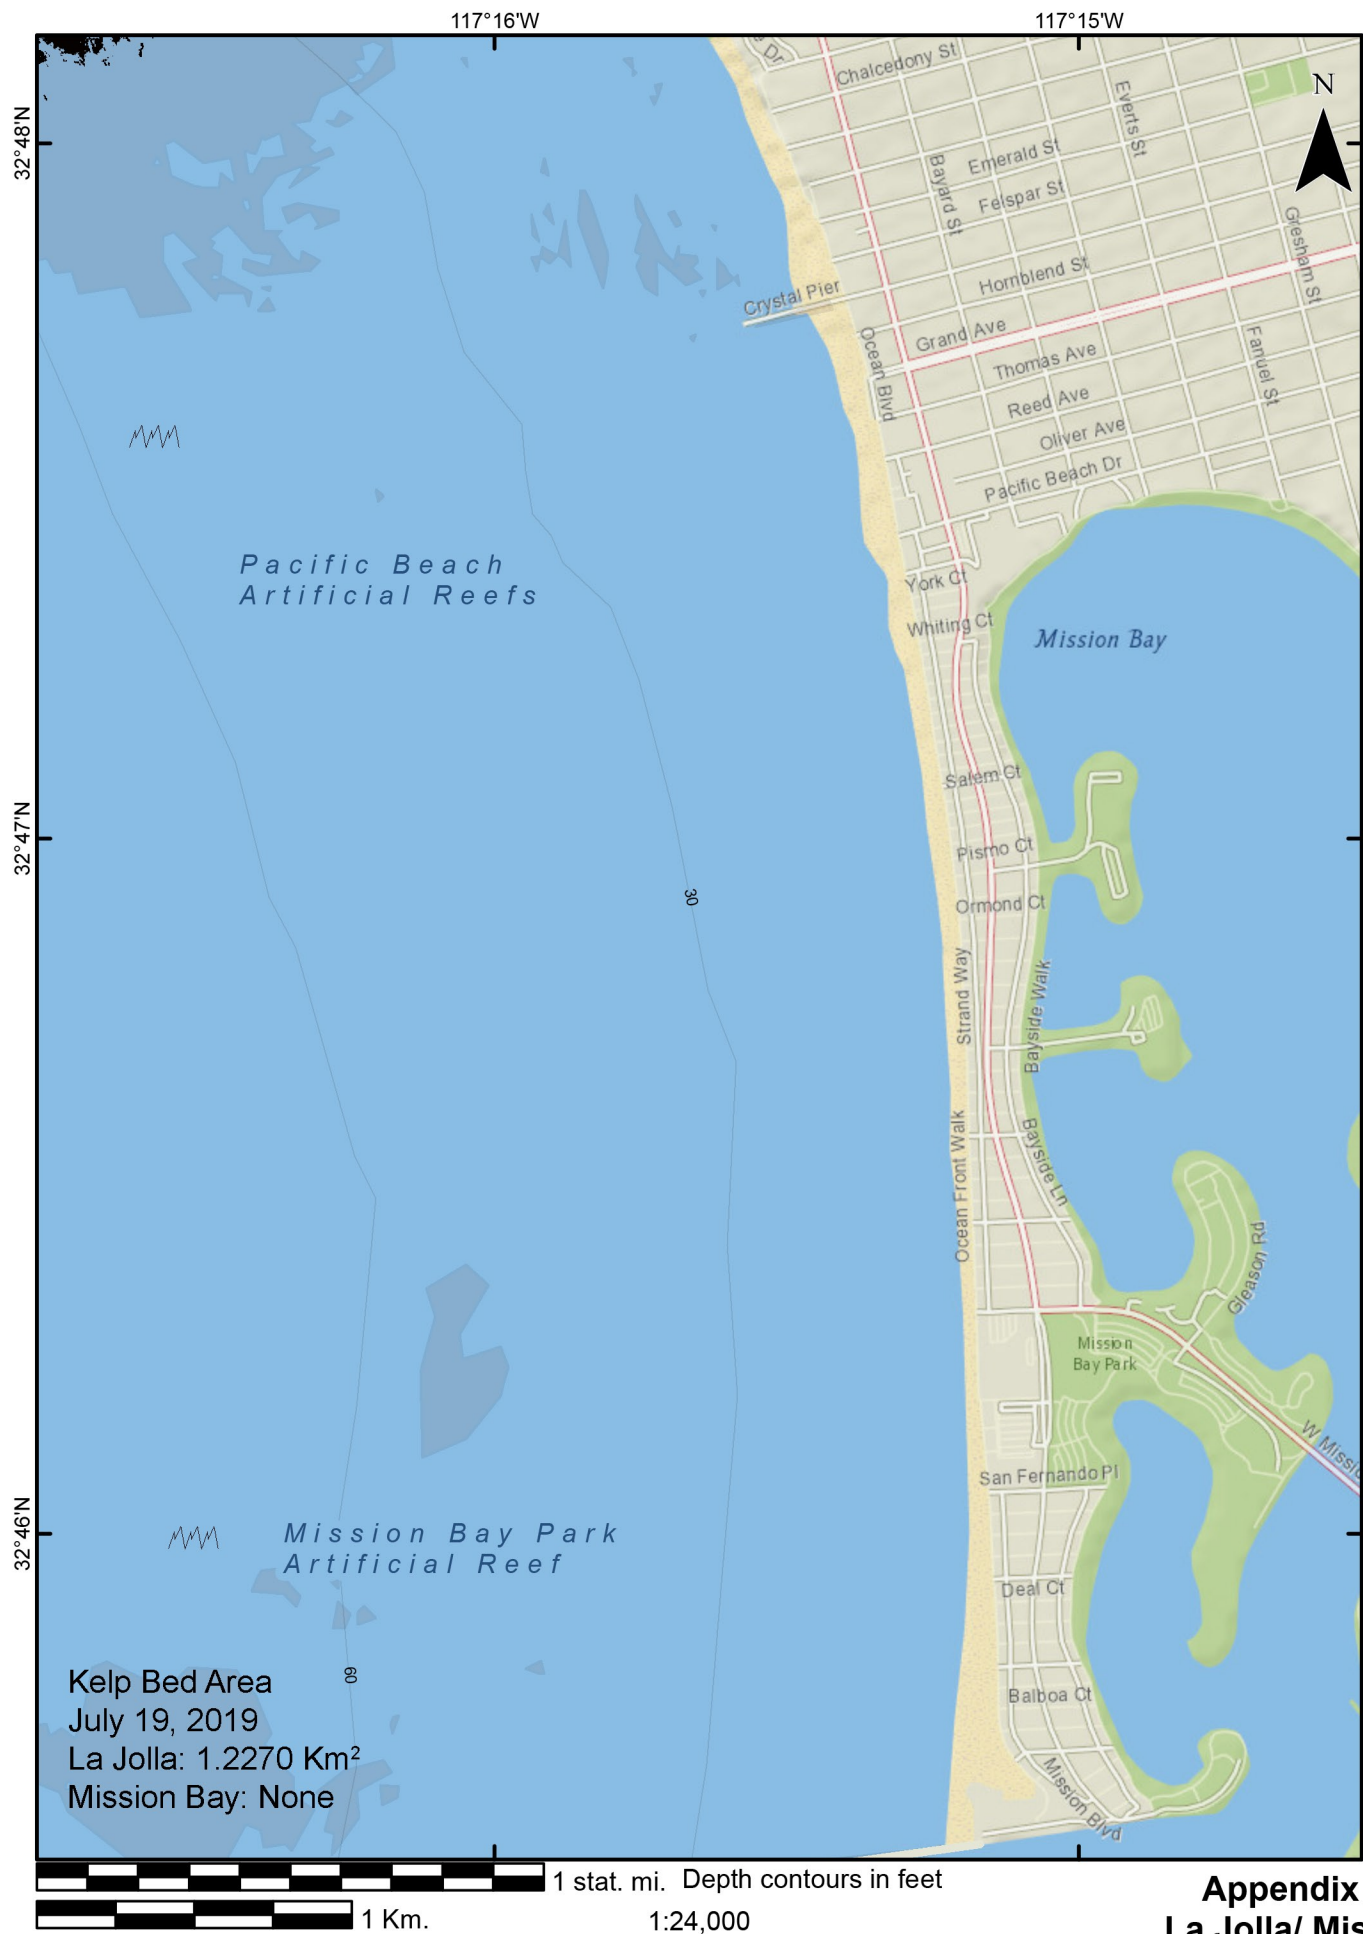 117°16'W
117°15'W
32°48'N
32°47'N
32°46'N
N
Dr
Chalcedony St
Everts St
Emerald St
Bayard St
Felspar St
Gresham St
Hornblend St
Crystal Pier
Grand Ave
Ocean Blvd
Thomas Ave
Fanuel St
Reed Ave
Oliver Ave
Pacific Beach Dr
Pacific Beach
Artificial Reefs
York Ct
Whiting Ct
Mission Bay
Salem Ct
Pismo Ct
30
Ormond Ct
Strand Way
Bayside Walk
Ocean Front Walk
Bayside Ln
Gleason Rd
Mission
Bay Park
W Missio
San Fernando Pl
Mission Bay Park
Artificial Reef
Deal Ct
60
Balboa Ct
Mission Blvd
Kelp Bed Area
July 19, 2019
La Jolla: 1.2270 Km²
Mission Bay: None
1 stat. mi. Depth contours in feet
1 Km.
1:24,000
Appendix
La Jolla/ Mis